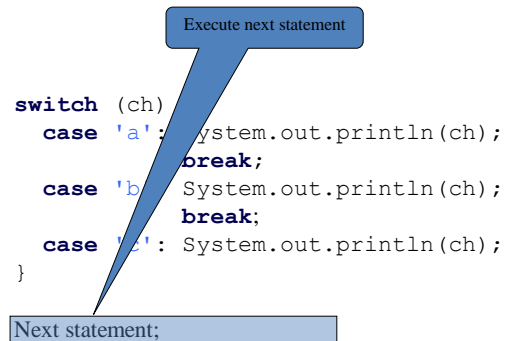 Execute next statement
switch (ch)
case 'a': System.out.println(ch);
break;
case 'b System.out.println(ch);
break;
case 'c': System.out.println(ch);
}
Next statement;